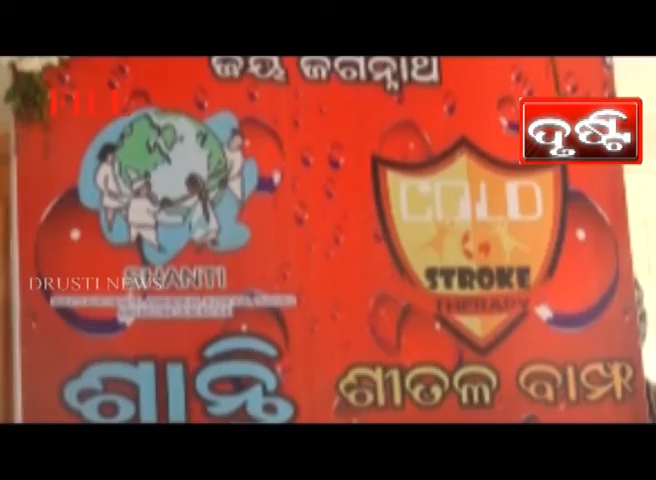 ଜୟ ଜଗନ୍ନାଥ
FILE
ଦୃଷ୍ଟି
COLD
STROKE
THERAPY
SHANTI
DRUSTI NEWS
ଶାନ୍ତି
ଶୀତଳ ବାମ୍ଫ